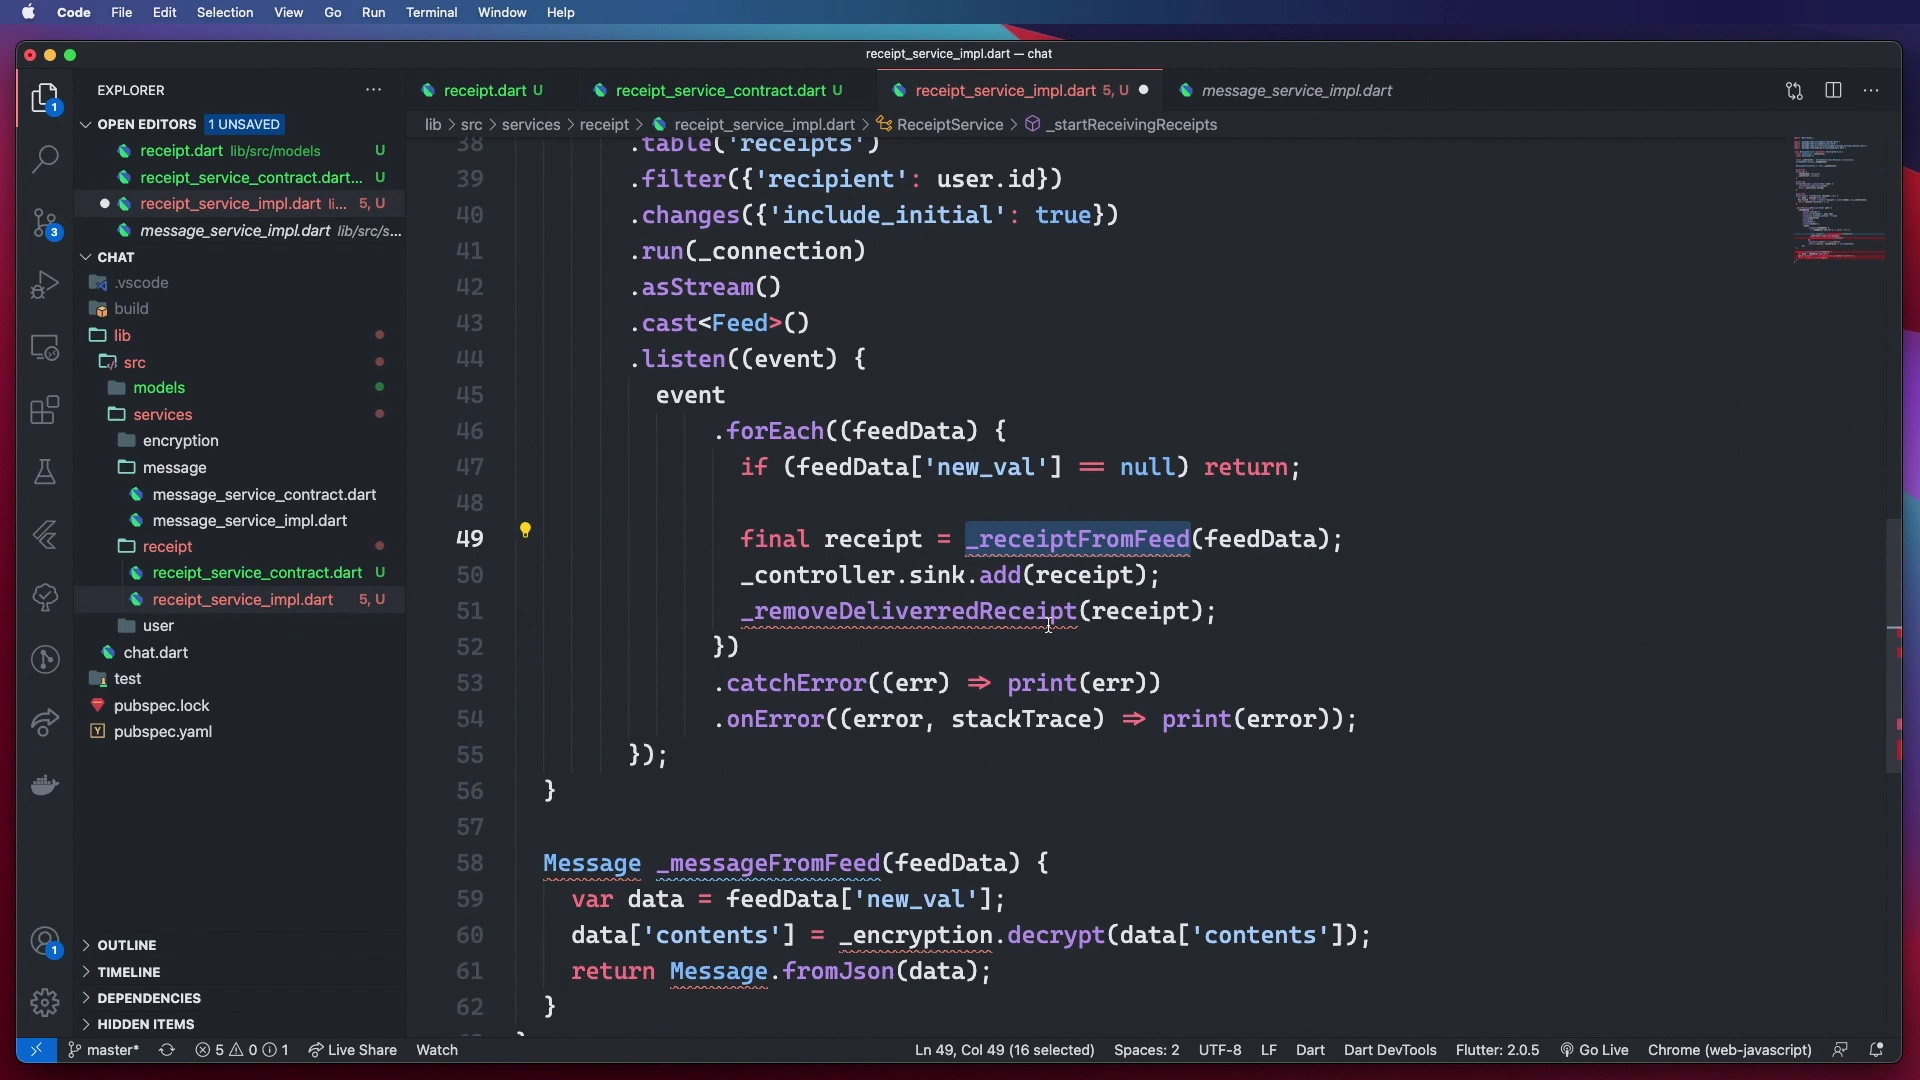 Code File Edit Selection View Go Run Terminal Window Help
receipt_service_impl.dart — chat
EXPLORER
receipt.dart U
receipt_service_contract.dart U
receipt_service_impl.dart 5, U
message_service_impl.dart
lib > src > services > receipt > receipt_service_impl.dart > ReceiptService > _startReceivingReceipts
OPEN EDITORS 1 UNSAVED
receipt.dart lib/src/models U
receipt_service_contract.dart... U
receipt_service_impl.dart li... 5, U
message_service_impl.dart lib/src/s...
CHAT
.vscode
build
lib
src
models
services
encryption
message
message_service_contract.dart
message_service_impl.dart
receipt
receipt_service_contract.dart U
receipt_service_impl.dart 5, U
user
chat.dart
test
pubspec.lock
pubspec.yaml
OUTLINE
TIMELINE
DEPENDENCIES
HIDDEN ITEMS
1
3
1
38 .table('receipts')
39 .filter({'recipient': user.id})
40 .changes({'include_initial': true})
41 .run(_connection)
42 .asStream()
43 .cast<Feed>()
44 .listen((event) {
45 event
46 .forEach((feedData) {
47 if (feedData['new_val'] == null) return;
48
49 final receipt = _receiptFromFeed(feedData);
50 _controller.sink.add(receipt);
51 _removeDeliverredReceipt(receipt);
52 })
53 .catchError((err) => print(err))
54 .onError((error, stackTrace) => print(error));
55 });
56 }
57
58 Message _messageFromFeed(feedData) {
59 var data = feedData['new_val'];
60 data['contents'] = _encryption.decrypt(data['contents']);
61 return Message.fromJson(data);
62 }
master* 5 0 1 Live Share Watch Ln 49, Col 49 (16 selected) Spaces: 2 UTF-8 LF Dart Dart DevTools Flutter: 2.0.5 Go Live Chrome (web-javascript)